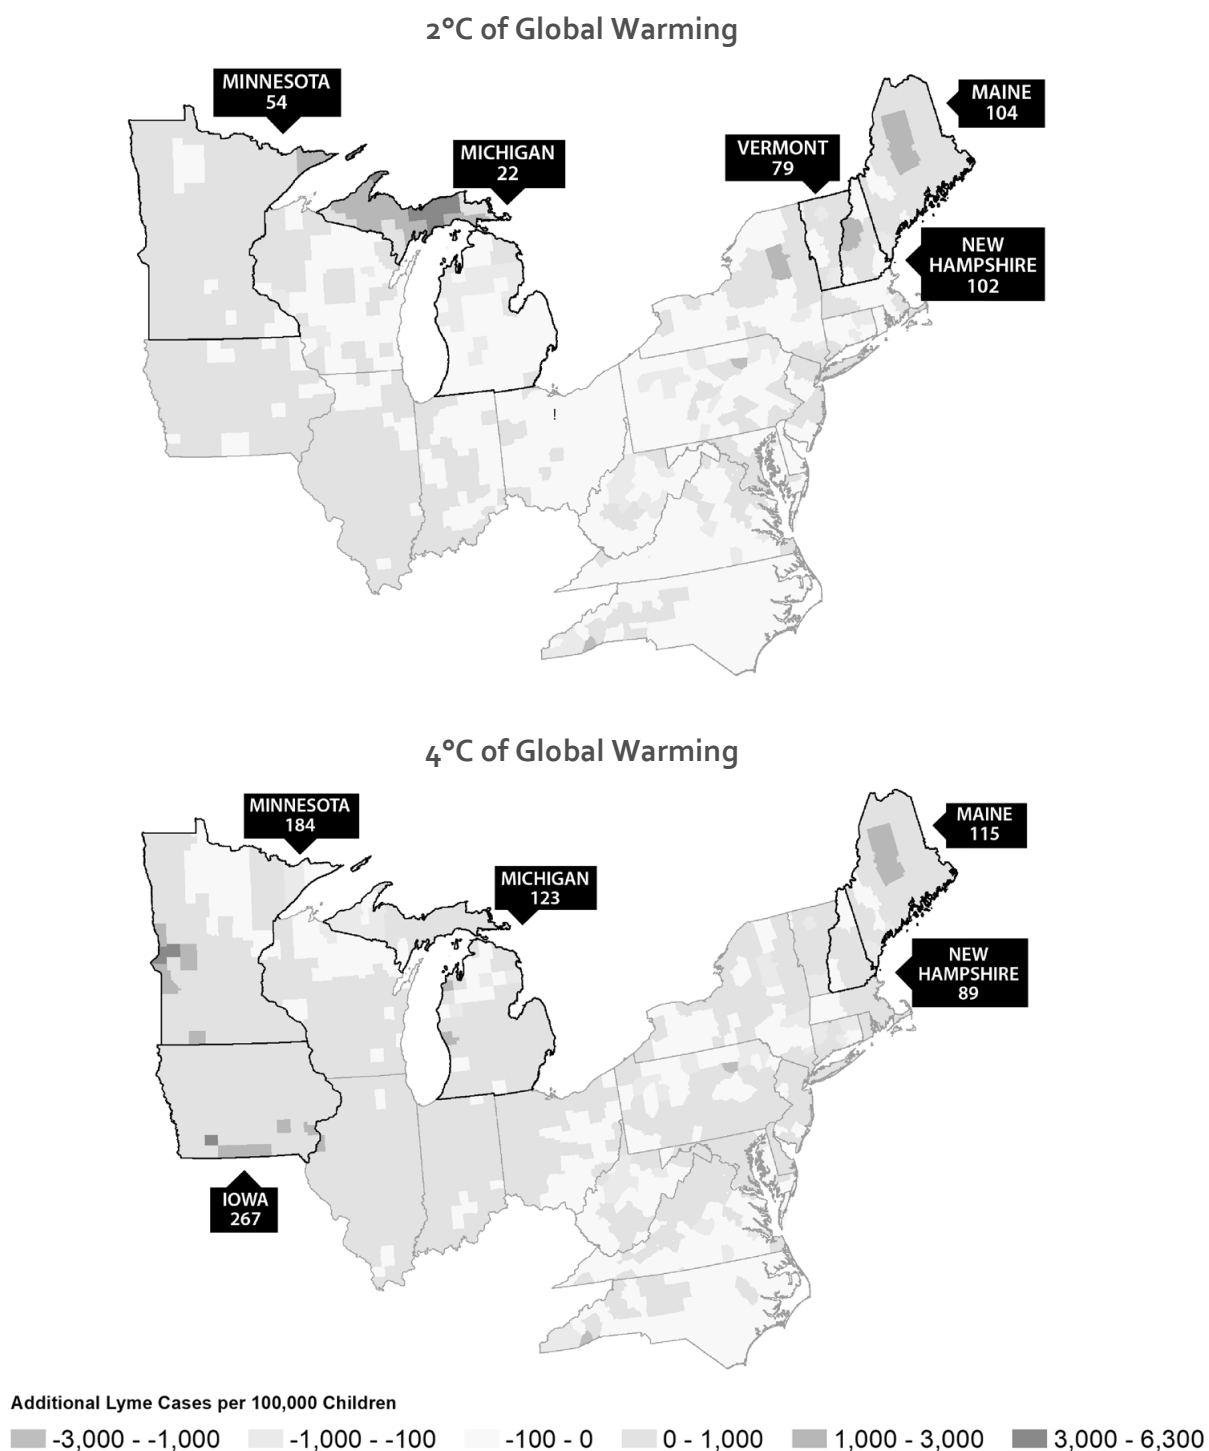 2°C of Global Warming
MINNESOTA
54
MICHIGAN
22
VERMONT
79
MAINE
104
NEW
HAMPSHIRE
102
!
4°C of Global Warming
MINNESOTA
184
MICHIGAN
123
MAINE
115
NEW
HAMPSHIRE
89
IOWA
267
Additional Lyme Cases per 100,000 Children
-3,000 - -1,000 -1,000 - -100 -100 - 0 0 - 1,000 1,000 - 3,000 3,000 - 6,300